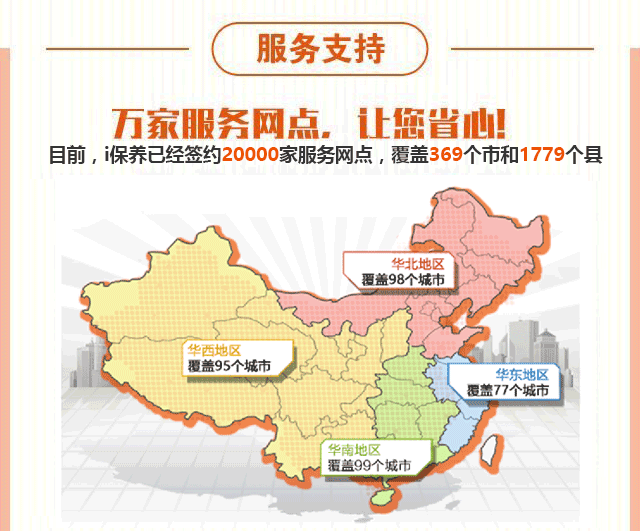 服务支持
万家服务网点，让您省心!
目前，i保养已经签约20000家服务网点，覆盖369个市和1779个县
华北地区
覆盖98个城市
华西地区
覆盖95个城市
华东地区
覆盖77个城市
华南地区
覆盖99个城市